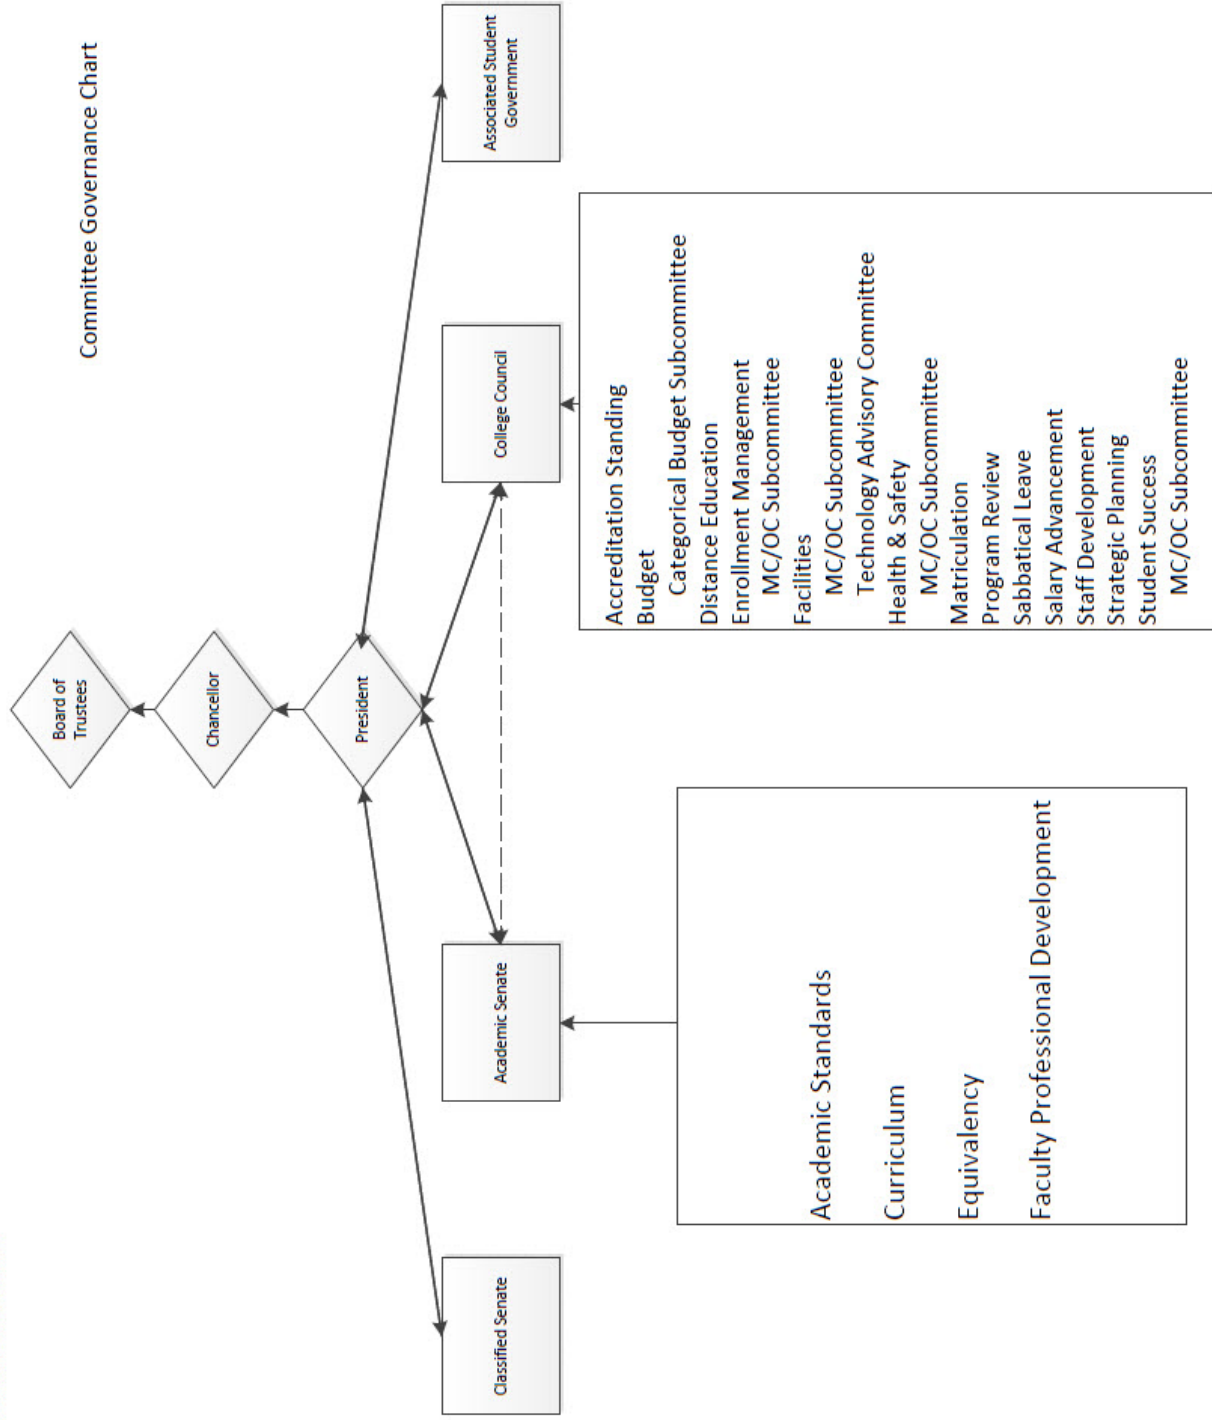 Committee Governance Chart
Board of
Trustees
Chancellor
President
Classified Senate
Academic Senate
College Council
Associated Student
Government
Academic Standards
Curriculum
Equivalency
Faculty Professional Development
Accreditation Standing
Budget
Categorical Budget Subcommittee
Distance Education
Enrollment Management
MC/OC Subcommittee
Facilities
MC/OC Subcommittee
Technology Advisory Committee
Health & Safety
MC/OC Subcommittee
Matriculation
Program Review
Sabbatical Leave
Salary Advancement
Staff Development
Strategic Planning
Student Success
MC/OC Subcommittee